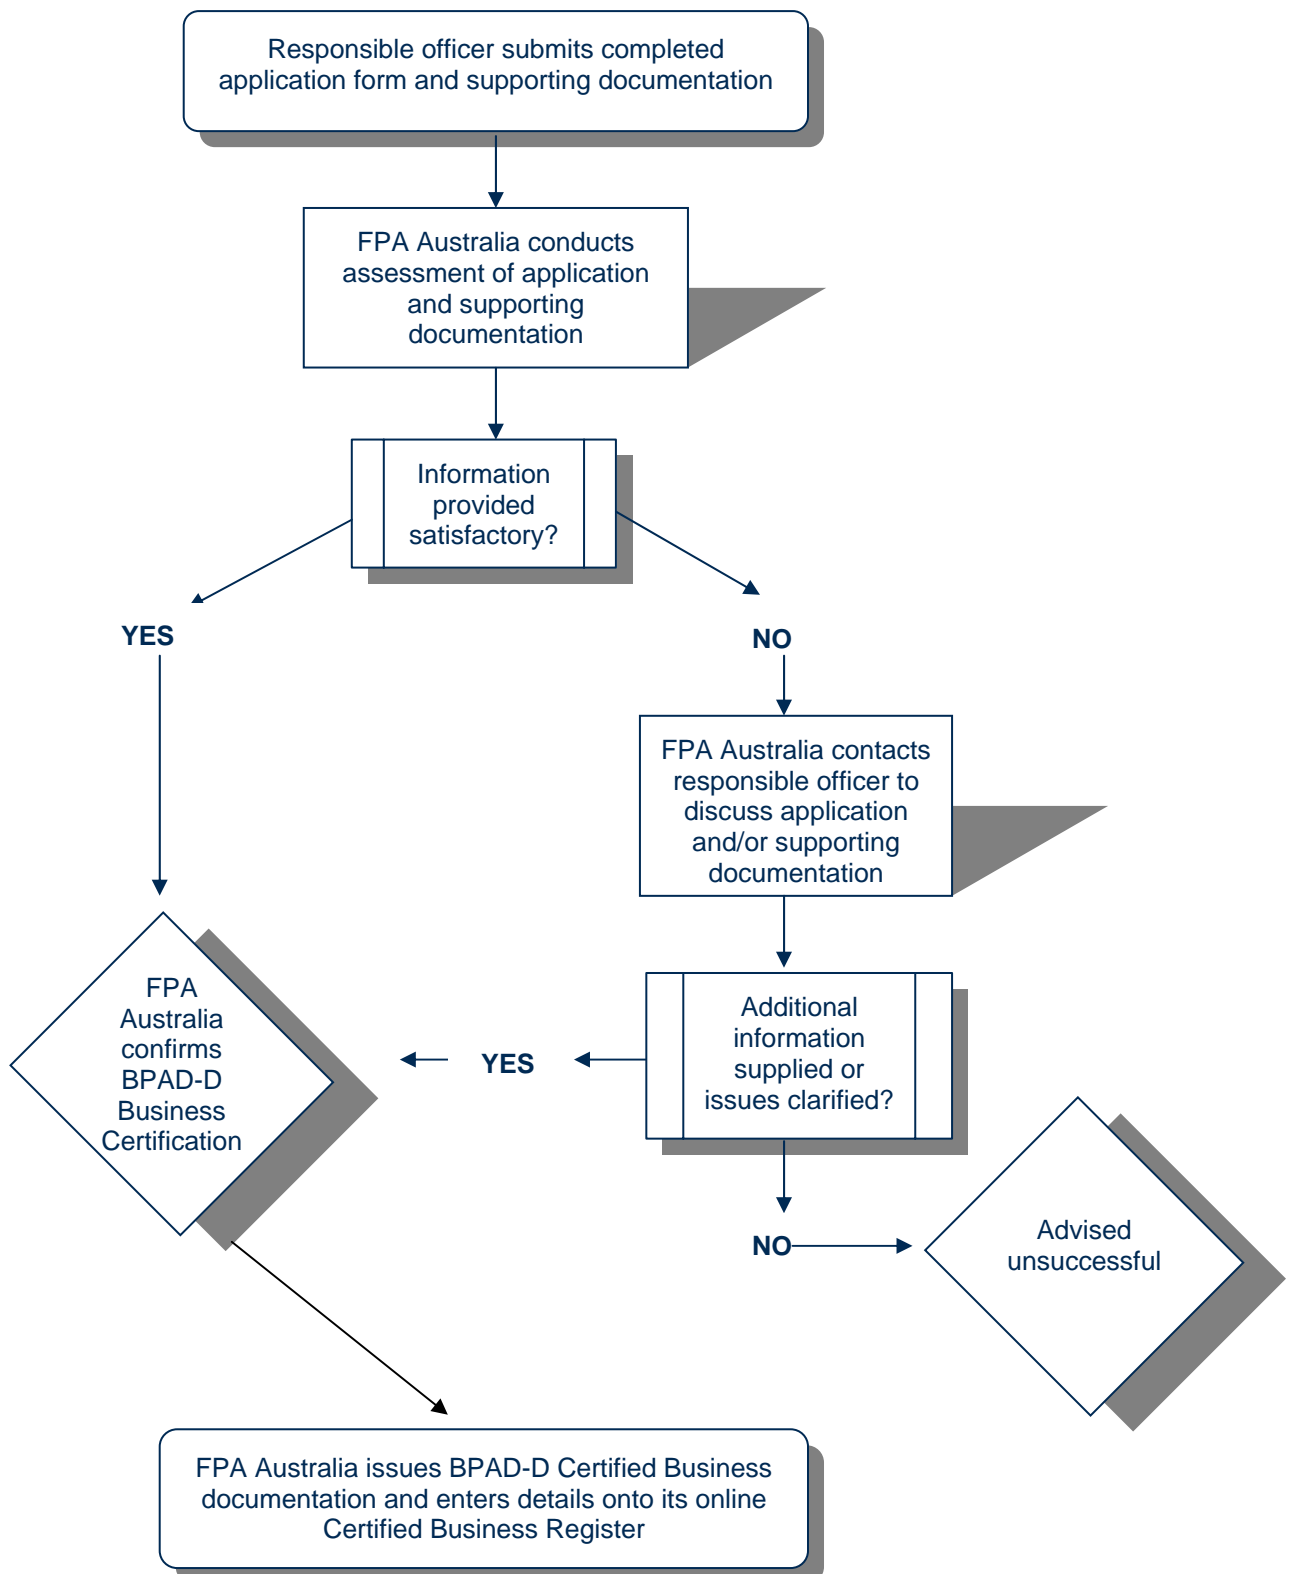 Responsible officer submits completed
application form and supporting documentation
FPA Australia conducts
assessment of application
and supporting
documentation
Information
provided
satisfactory?
YES
NO
FPA Australia contacts
responsible officer to
discuss application
and/or supporting
documentation
FPA
Australia
confirms
BPAD-D
Business
Certification
YES
Additional
information
supplied or
issues clarified?
NO
Advised
unsuccessful
FPA Australia issues BPAD-D Certified Business
documentation and enters details onto its online
Certified Business Register